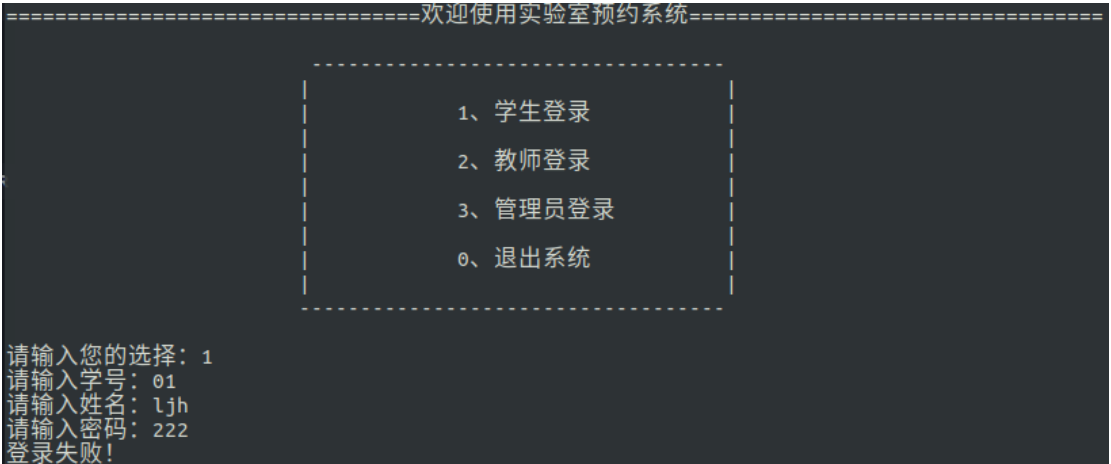 ==================================欢迎使用实验室预约系统==================================
----------------------------------
|                                  |
|            1、学生登录            |
|                                  |
|            2、教师登录            |
|                                  |
|            3、管理员登录          |
|                                  |
|            0、退出系统            |
|                                  |
-----------------------------------
请输入您的选择：1
请输入学号：01
请输入姓名：ljh
请输入密码：222
登录失败！